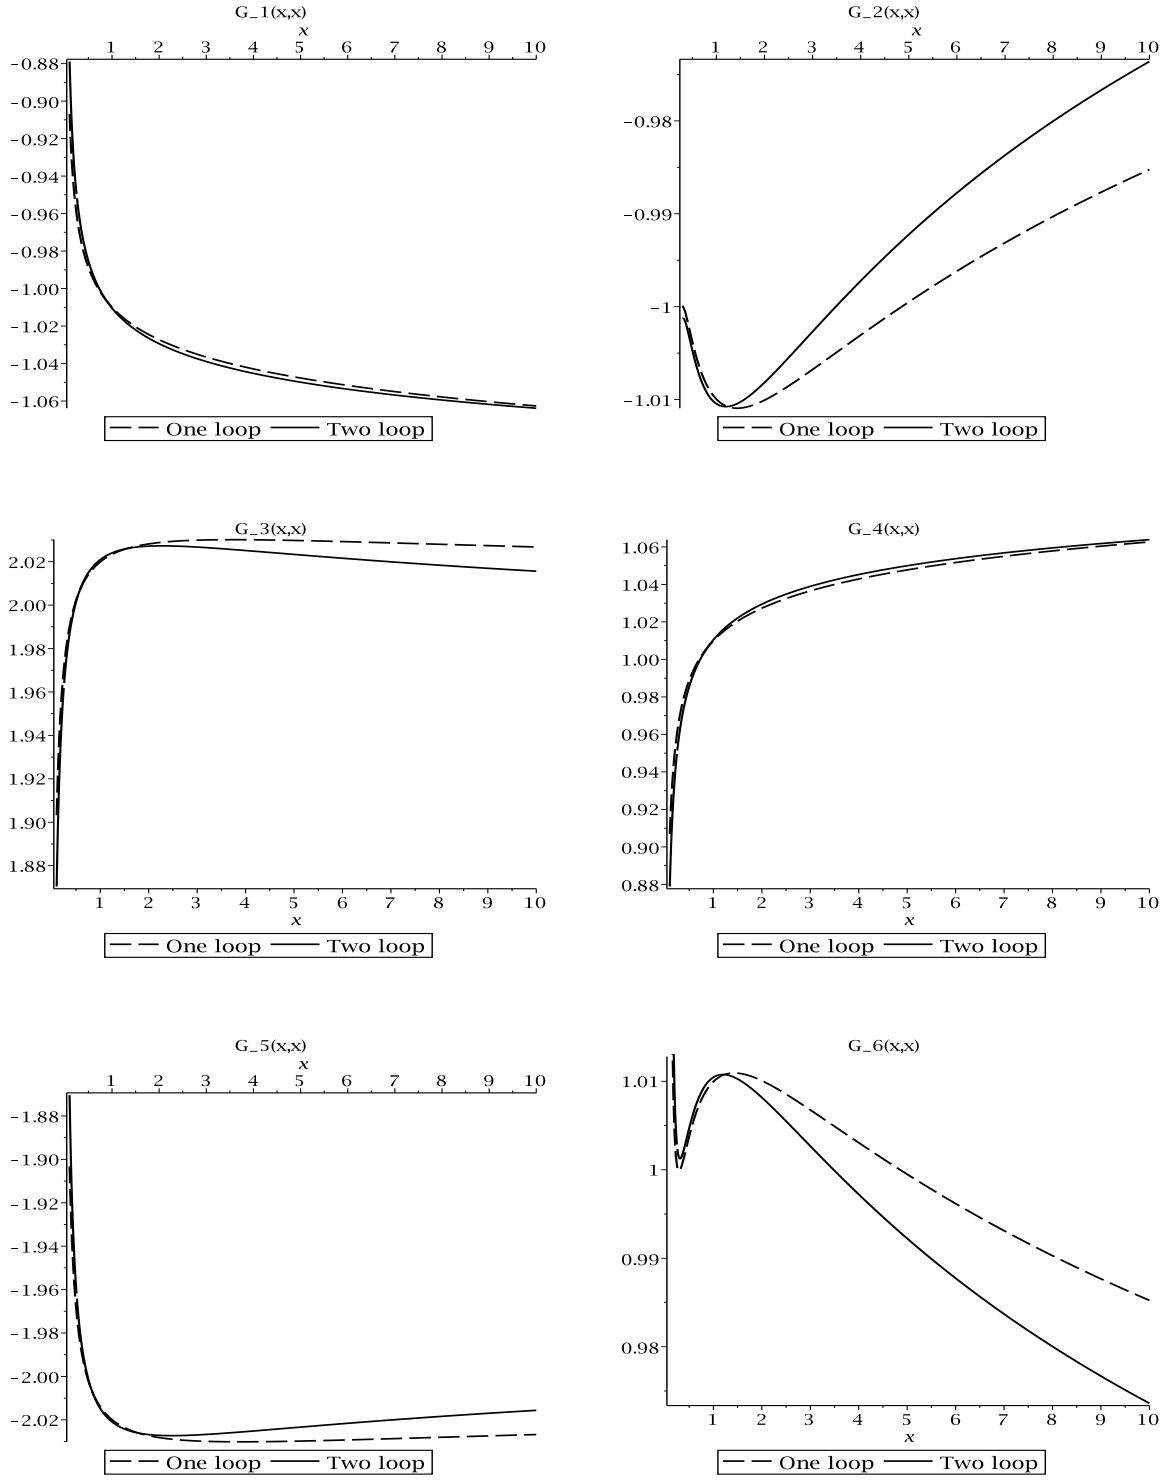 G_1(x,x)
x
1 2 3 4 5 6 7 8 9 10
−0.88
−0.90
−0.92
−0.94
−0.96
−0.98
−1.00
−1.02
−1.04
−1.06
One loop Two loop
G_2(x,x)
x
1 2 3 4 5 6 7 8 9 10
−0.98
−0.99
−1
−1.01
One loop Two loop
G_3(x,x)
2.02
2.00
1.98
1.96
1.94
1.92
1.90
1.88
1 2 3 4 5 6 7 8 9 10
x
One loop Two loop
G_4(x,x)
1.06
1.04
1.02
1.00
0.98
0.96
0.94
0.92
0.90
0.88
1 2 3 4 5 6 7 8 9 10
x
One loop Two loop
G_5(x,x)
x
1 2 3 4 5 6 7 8 9 10
−1.88
−1.90
−1.92
−1.94
−1.96
−1.98
−2.00
−2.02
One loop Two loop
G_6(x,x)
1.01
1
0.99
0.98
1 2 3 4 5 6 7 8 9 10
x
One loop Two loop